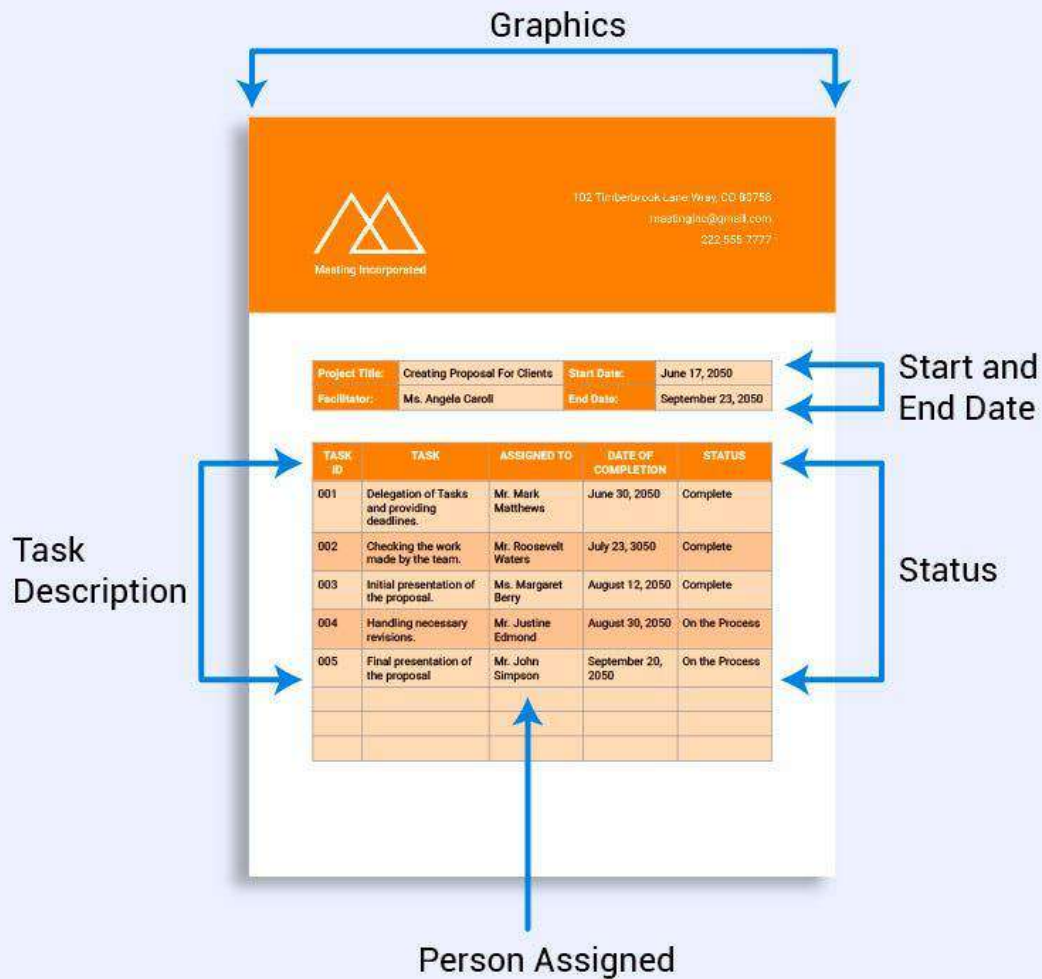 Graphics
102 Timberbrook Lane Wray, CO 80758
meetinginc@gmail.com
222 555 7777
Meeting Incorporated
Project Title: Creating Proposal For Clients Start Date: June 17, 2050
Facilitator: Ms. Angela Caroli End Date: September 23, 2050
Start and
End Date
TASK ID TASK ASSIGNED TO DATE OF COMPLETION STATUS
001 Delegation of Tasks and providing deadlines. Mr. Mark Matthews June 30, 2050 Complete
002 Checking the work made by the team. Mr. Roosevelt Waters July 23, 3050 Complete
003 Initial presentation of the proposal. Ms. Margaret Berry August 12, 2050 Complete
004 Handling necessary revisions. Mr. Justine Edmond August 30, 2050 On the Process
005 Final presentation of the proposal Mr. John Simpson September 20, 2050 On the Process
Task
Description
Status
Person Assigned